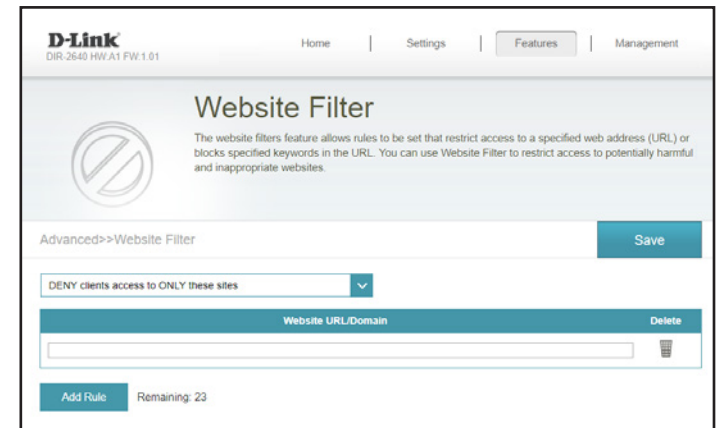 D-Link
DIR-2640 HW:A1 FW:1.01
Home | Settings | Features | Management
Website Filter
The website filters feature allows rules to be set that restrict access to a specified web address (URL) or
blocks specified keywords in the URL. You can use Website Filter to restrict access to potentially harmful
and inappropriate websites.
Advanced>>Website Filter
Save
DENY clients access to ONLY these sites
Website URL/Domain Delete
Add Rule Remaining: 23